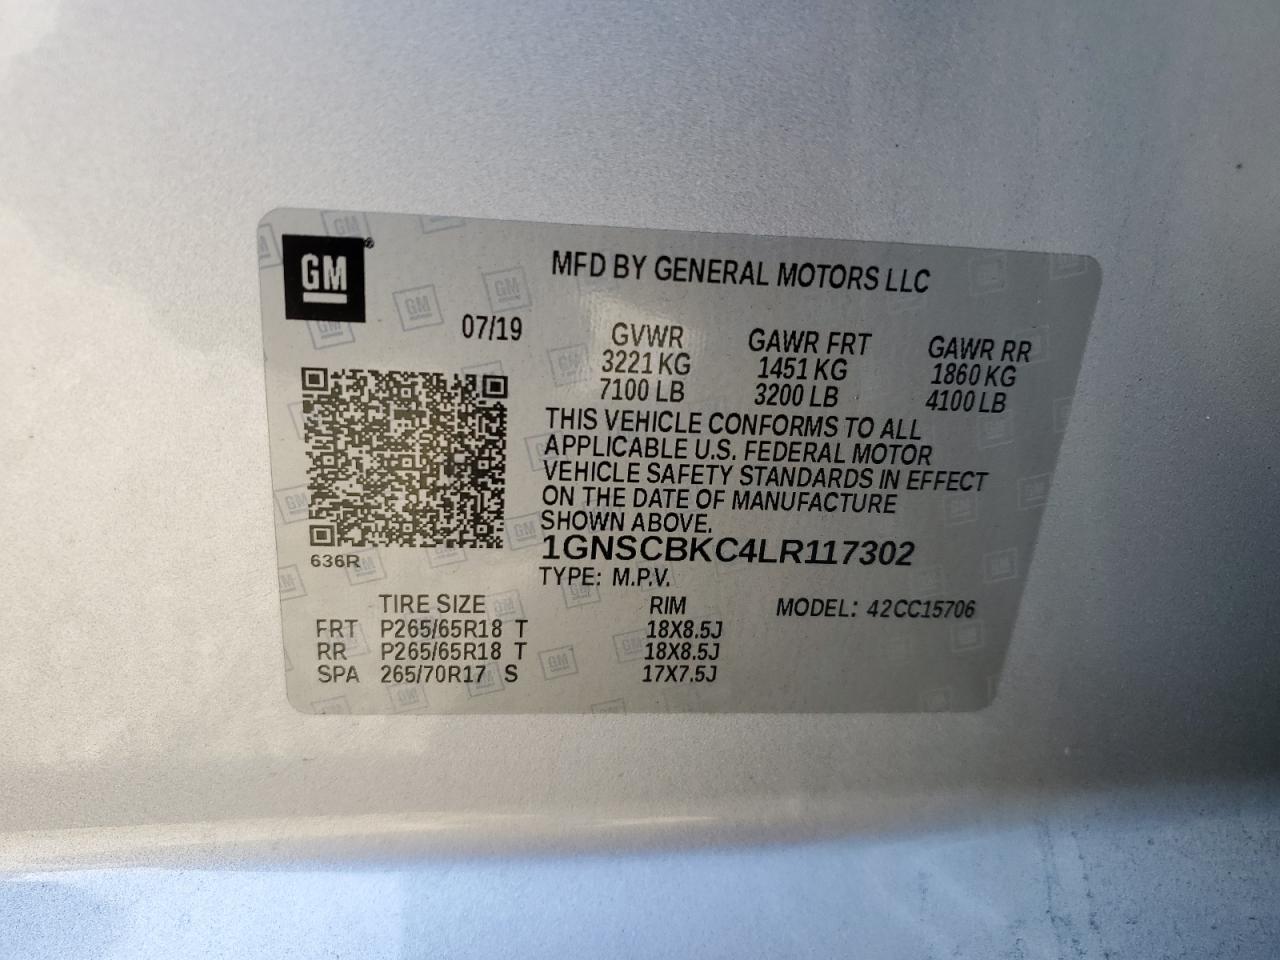 GM
MFD BY GENERAL MOTORS LLC
07/19
GVWR GAWR FRT GAWR RR
3221 KG 1451 KG 1860 KG
7100 LB 3200 LB 4100 LB
THIS VEHICLE CONFORMS TO ALL
APPLICABLE U.S. FEDERAL MOTOR
VEHICLE SAFETY STANDARDS IN EFFECT
ON THE DATE OF MANUFACTURE
SHOWN ABOVE.
1GNSCBKC4LR117302
636R
TYPE: M.P.V.
TIRE SIZE RIM MODEL: 42CC15706
FRT P265/65R18 T 18X8.5J
RR P265/65R18 T 18X8.5J
SPA 265/70R17 S 17X7.5J